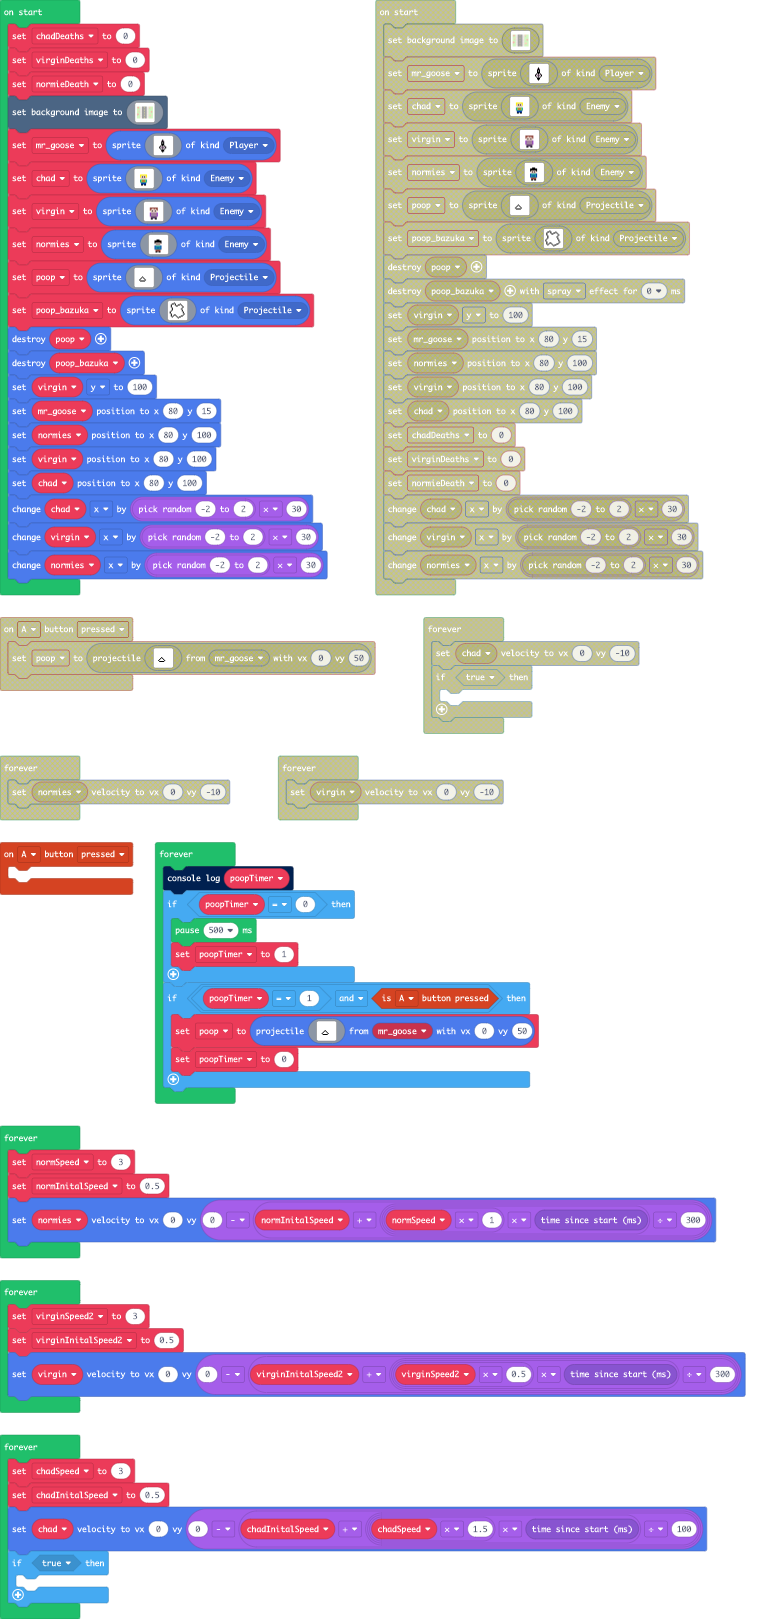 on start
set chadDeaths to 0
set virginDeaths to 0
set normieDeath to 0
set background image to
set mr_goose to sprite of kind Player
set chad to sprite of kind Enemy
set virgin to sprite of kind Enemy
set normies to sprite of kind Enemy
set poop to sprite of kind Projectile
set poop_bazuka to sprite of kind Projectile
destroy poop
destroy poop_bazuka
set virgin y to 100
set mr_goose position to x 80 y 15
set normies position to x 80 y 100
set virgin position to x 80 y 100
set chad position to x 80 y 100
change chad x by pick random -2 to 2 × 30
change virgin x by pick random -2 to 2 × 30
change normies x by pick random -2 to 2 × 30
on start
set background image to
set mr_goose to sprite of kind Player
set chad to sprite of kind Enemy
set virgin to sprite of kind Enemy
set normies to sprite of kind Enemy
set poop to sprite of kind Projectile
set poop_bazuka to sprite of kind Projectile
destroy poop
destroy poop_bazuka with spray effect for 0 ms
set virgin y to 100
set mr_goose position to x 80 y 15
set normies position to x 80 y 100
set virgin position to x 80 y 100
set chad position to x 80 y 100
set chadDeaths to 0
set virginDeaths to 0
set normieDeath to 0
change chad x by pick random -2 to 2 × 30
change virgin x by pick random -2 to 2 × 30
change normies x by pick random -2 to 2 × 30
on A button pressed
set poop to projectile from mr_goose with vx 0 vy 50
forever
set chad velocity to vx 0 vy -10
if true then
forever
set normies velocity to vx 0 vy -10
forever
set virgin velocity to vx 0 vy -10
on A button pressed
forever
console log poopTimer
if poopTimer = 0 then
pause 500 ms
set poopTimer to 1
if poopTimer = 1 and is A button pressed then
set poop to projectile from mr_goose with vx 0 vy 50
set poopTimer to 0
forever
set normSpeed to 3
set normInitalSpeed to 0.5
set normies velocity to vx 0 vy 0 - normInitalSpeed + normSpeed × 1 × time since start (ms) ÷ 300
forever
set virginSpeed2 to 3
set virginInitalSpeed2 to 0.5
set virgin velocity to vx 0 vy 0 - virginInitalSpeed2 + virginSpeed2 × 0.5 × time since start (ms) ÷ 300
forever
set chadSpeed to 3
set chadInitalSpeed to 0.5
set chad velocity to vx 0 vy 0 - chadInitalSpeed + chadSpeed × 1.5 × time since start (ms) ÷ 100
if true then